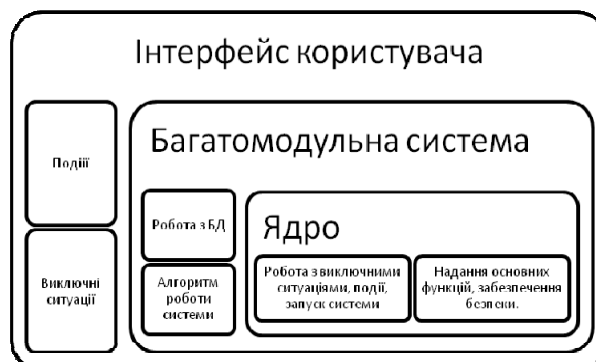 Інтерфейс користувача
Багатомодульна система
Події
Робота з БД
Ядро
Виключні
ситуації
Алгоритм
роботи
системи
Робота з виключними
ситуаціями, події,
запуск системи
Надання основних
функцій, забезпечення
безпеки.